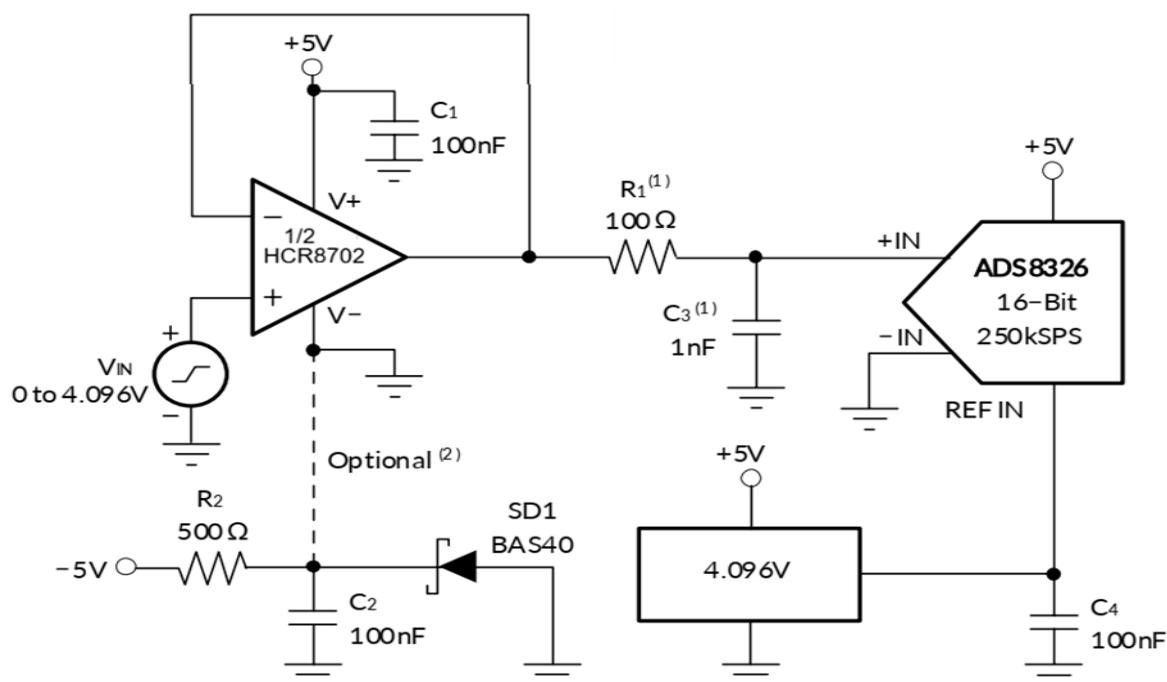 +5V
C1
100nF
V+
−
1/2
HCR8702
+
V−
+
VIN
0 to 4.096V
−
R1(1)
100Ω
C3(1)
1nF
+5V
+IN
ADS8326
16−Bit
250kSPS
−IN
REF IN
Optional (2)
R2
500Ω
−5V
C2
100nF
SD1
BAS40
+5V
4.096V
C4
100nF